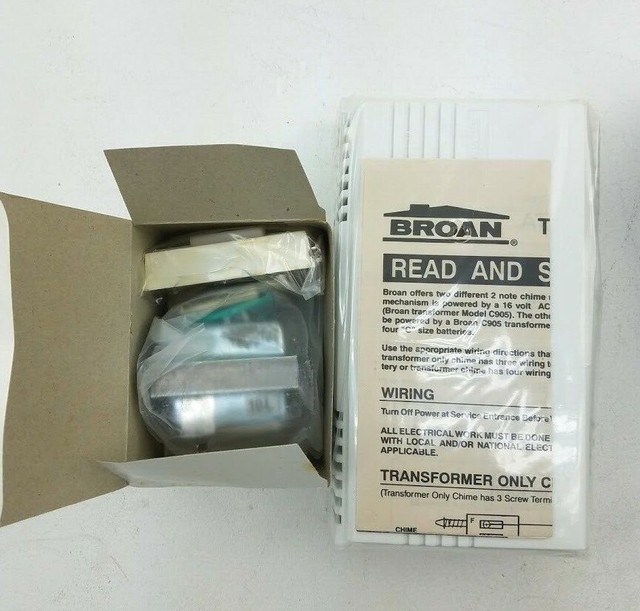 BROAN
®
T
READ AND S
Broan offers two different 2 note chime
mechanism is powered by a 16 volt AC
(Broan transformer Model C905). The othe
be powered by a Broan C905 transforme
four "C" size batteries.
Use the appropriate wiring directions tha
transformer only chime has three wiring t
tery or transformer chime has four wiring
WIRING
Turn Off Power at Service Entrance Before
ALL ELECTRICAL WORK MUST BE DONE
WITH LOCAL AND/OR NATIONAL ELECT
APPLICABLE.
TRANSFORMER ONLY C
(Transformer Only Chime has 3 Screw Termi
F
CHIME